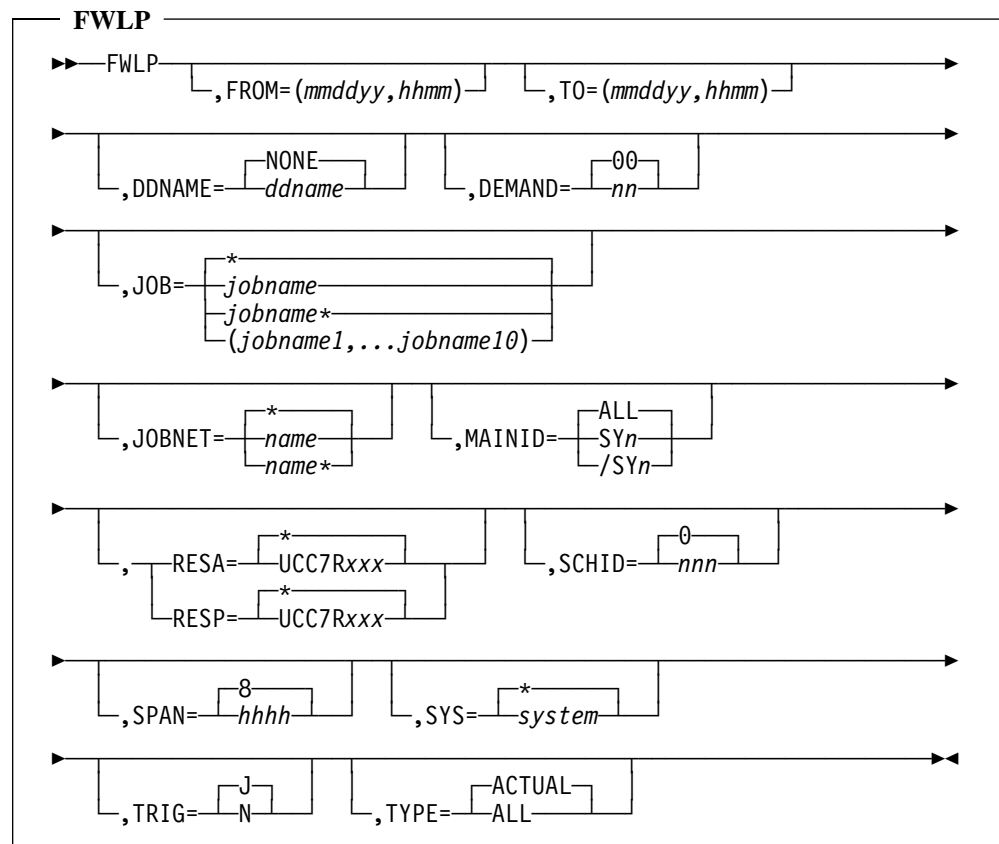 FWLP
FWLP
,FROM=(mmddyy,hhmm) ,TO=(mmddyy,hhmm)
NONE 00
,DDNAME= ddname ,DEMAND= nn
*
,JOB= jobname
jobname*
(jobname1,...jobname10)
* ALL
,JOBNET= name ,MAINID= SYn
name* /SYn
* 0
, RESA= UCC7Rxxx ,SCHID= nnn
*
RESP= UCC7Rxxx
8 *
,SPAN= hhhh ,SYS= system
J ACTUAL
,TRIG= N ,TYPE= ALL